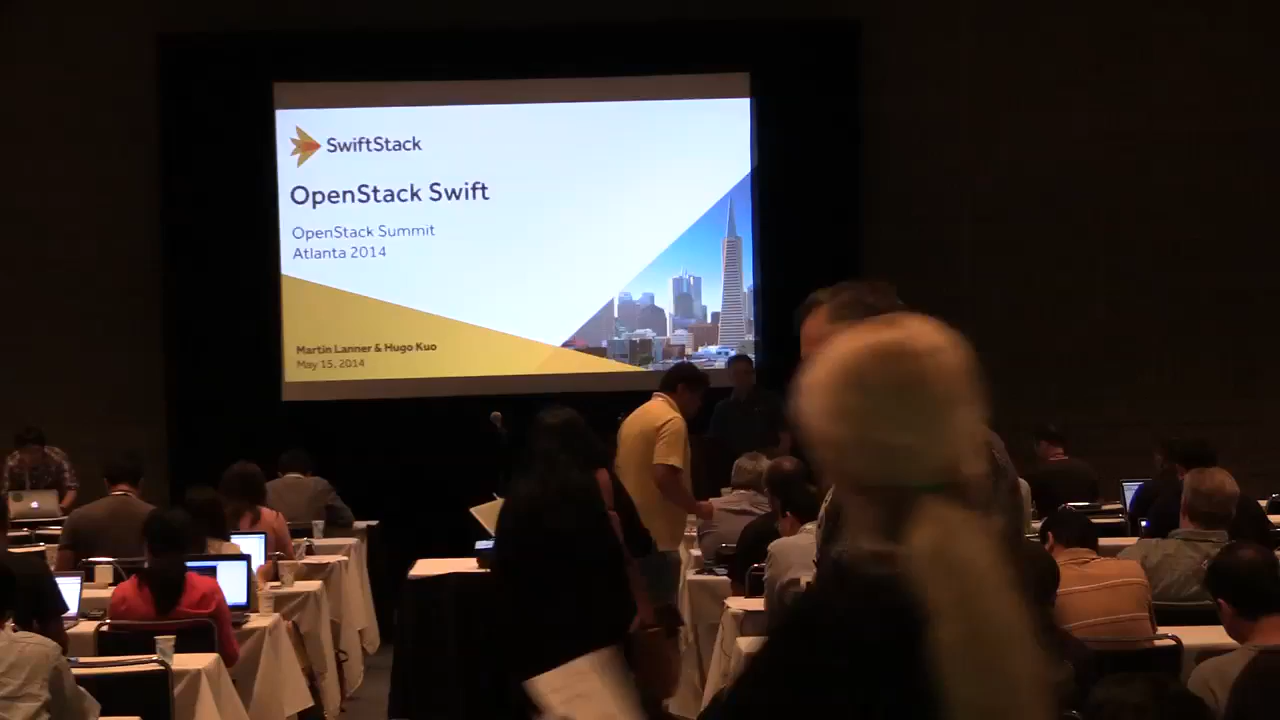 SwiftStack
OpenStack Swift
OpenStack Summit
Atlanta 2014
Martin Lanner & Hugo Kuo
May 15, 2014